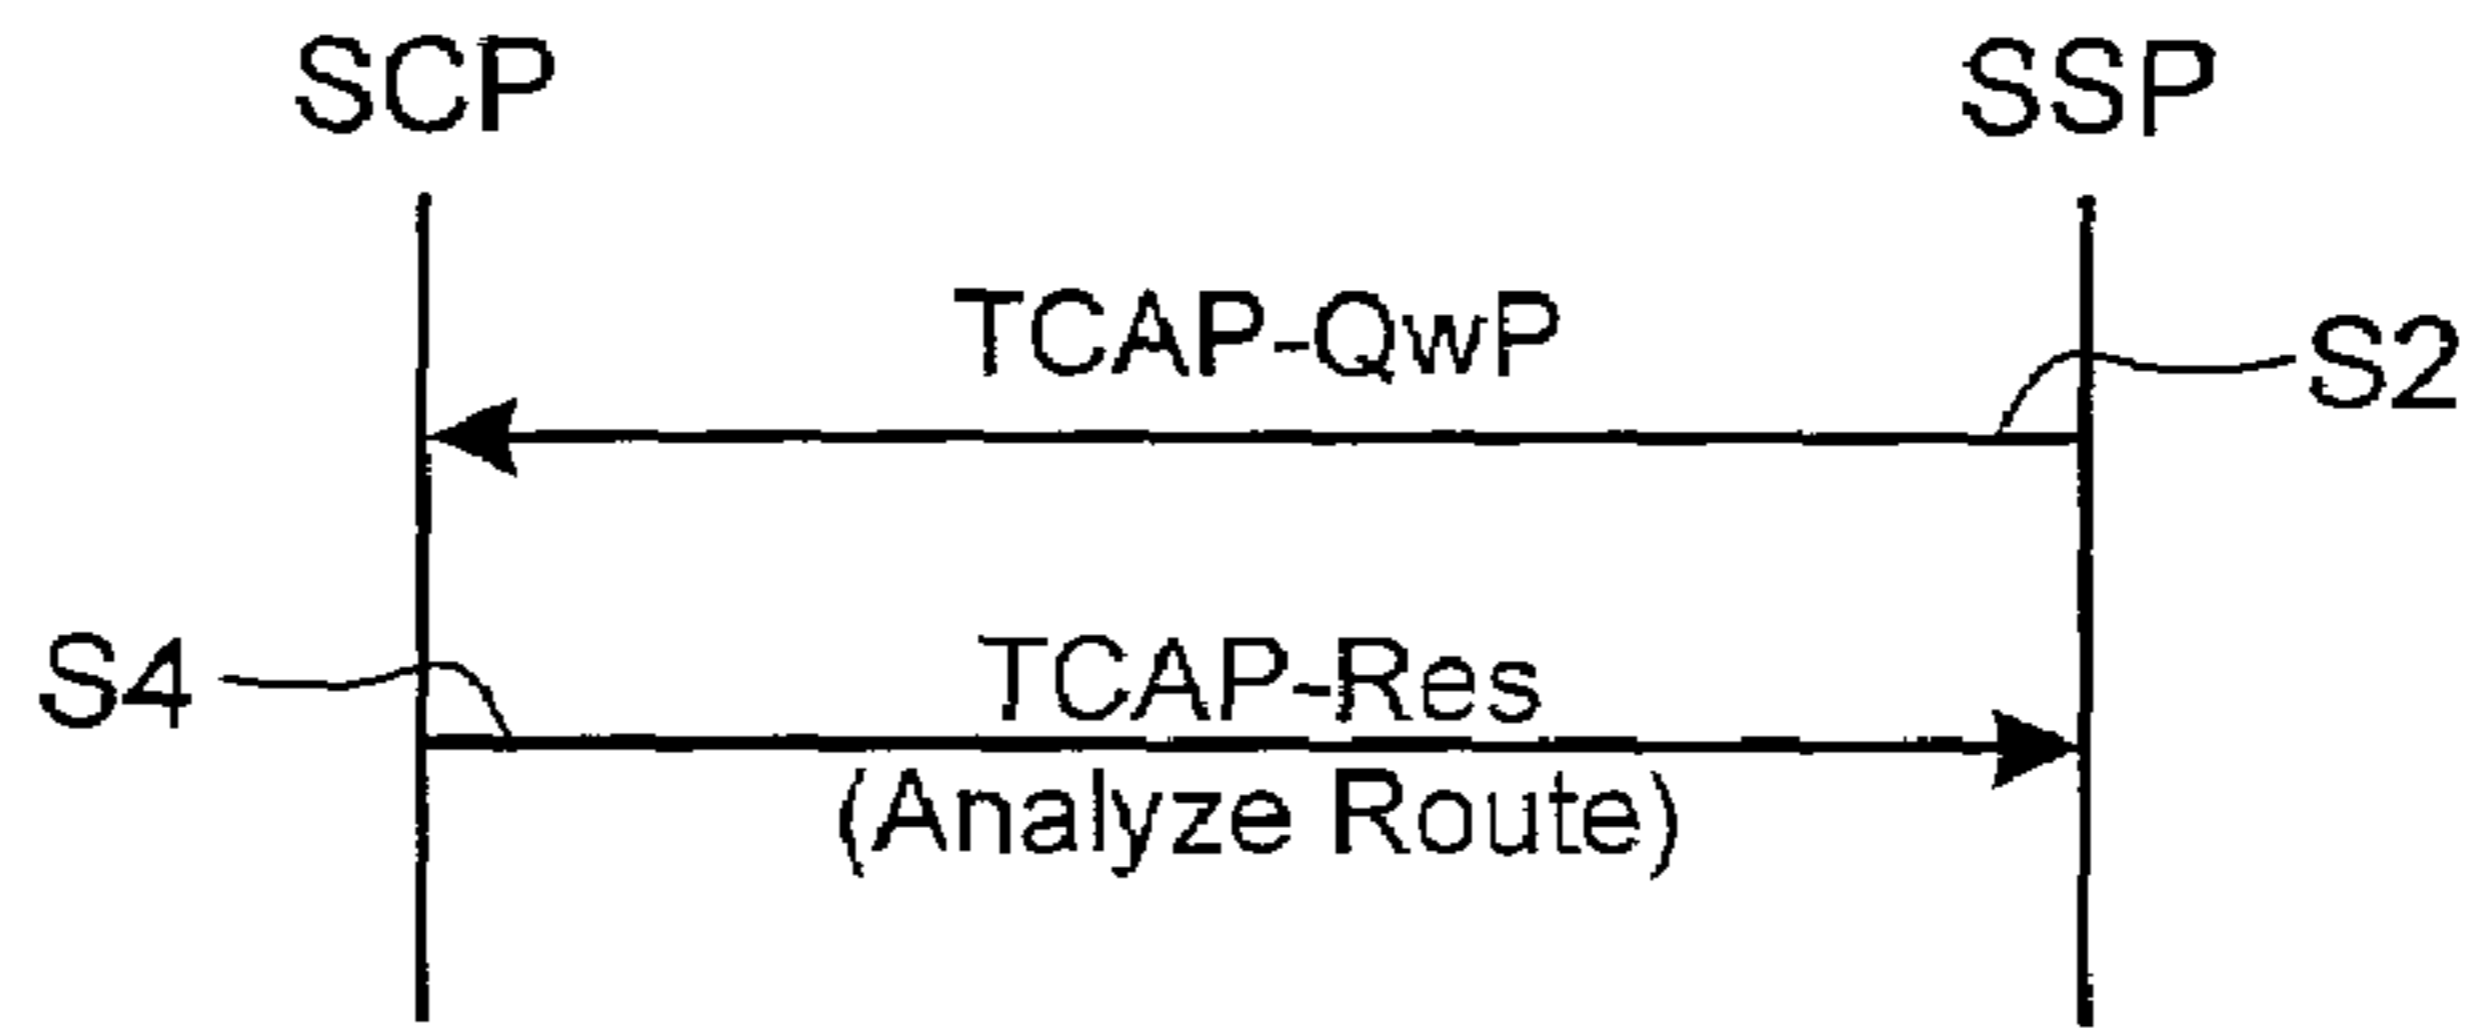 SCP SSP
TCAP-QwP
S2
S4
TCAP-Res
(Analyze Route)